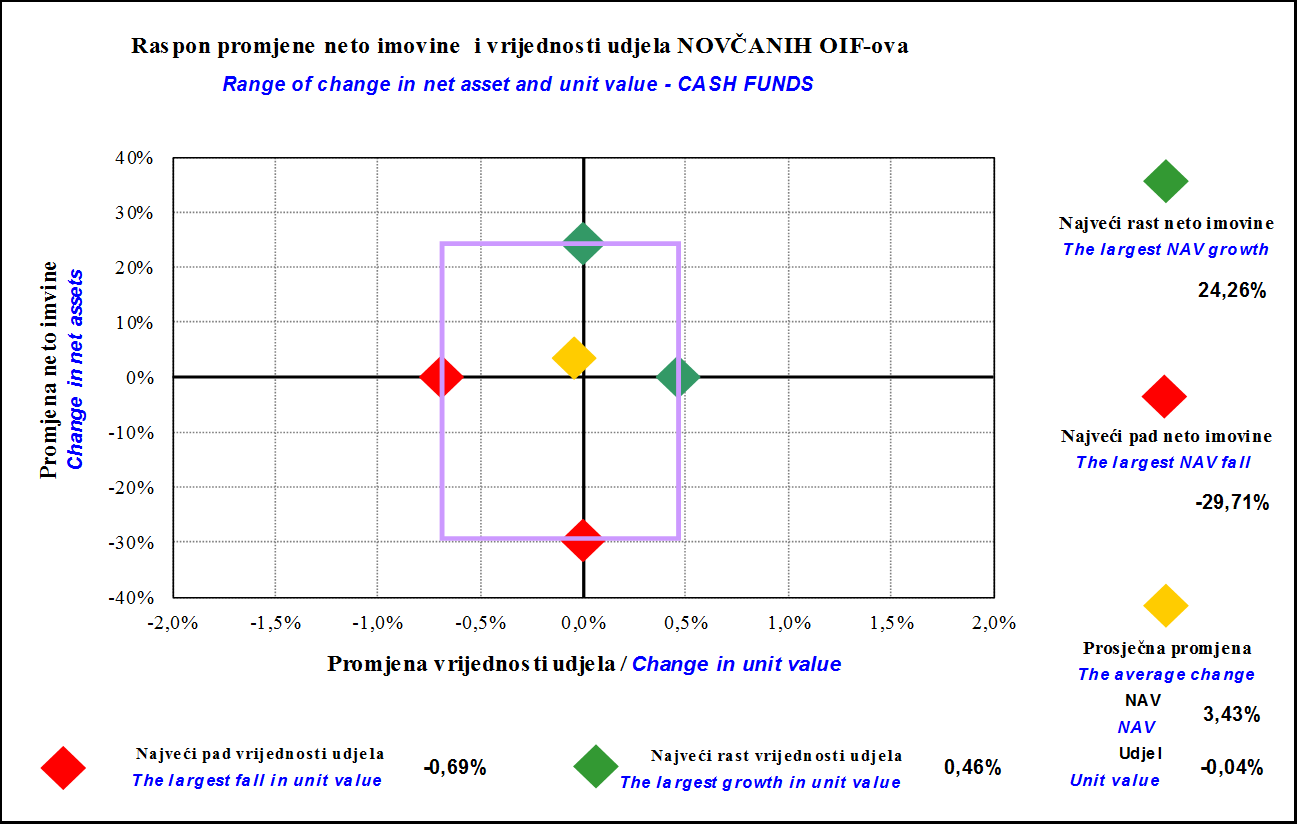 Raspon promjene neto imovine i vrijednosti udjela NOVČANIH OIF-ova
Range of change in net asset and unit value - CASH FUNDS
Promjena neto imvine
Change in net assets
40%
30%
20%
10%
0%
-10%
-20%
-30%
-40%
-2,0% -1,5% -1,0% -0,5% 0,0% 0,5% 1,0% 1,5% 2,0%
Promjena vrijednosti udjela / Change in unit value
Najveći rast neto imovine
The largest NAV growth
24,26%
Najveći pad neto imovine
The largest NAV fall
-29,71%
Prosječna promjena
The average change
NAV
NAV
3,43%
Udjel
Unit value
-0,04%
Najveći pad vrijednosti udjela
The largest fall in unit value
-0,69%
Najveći rast vrijednosti udjela
The largest growth in unit value
0,46%